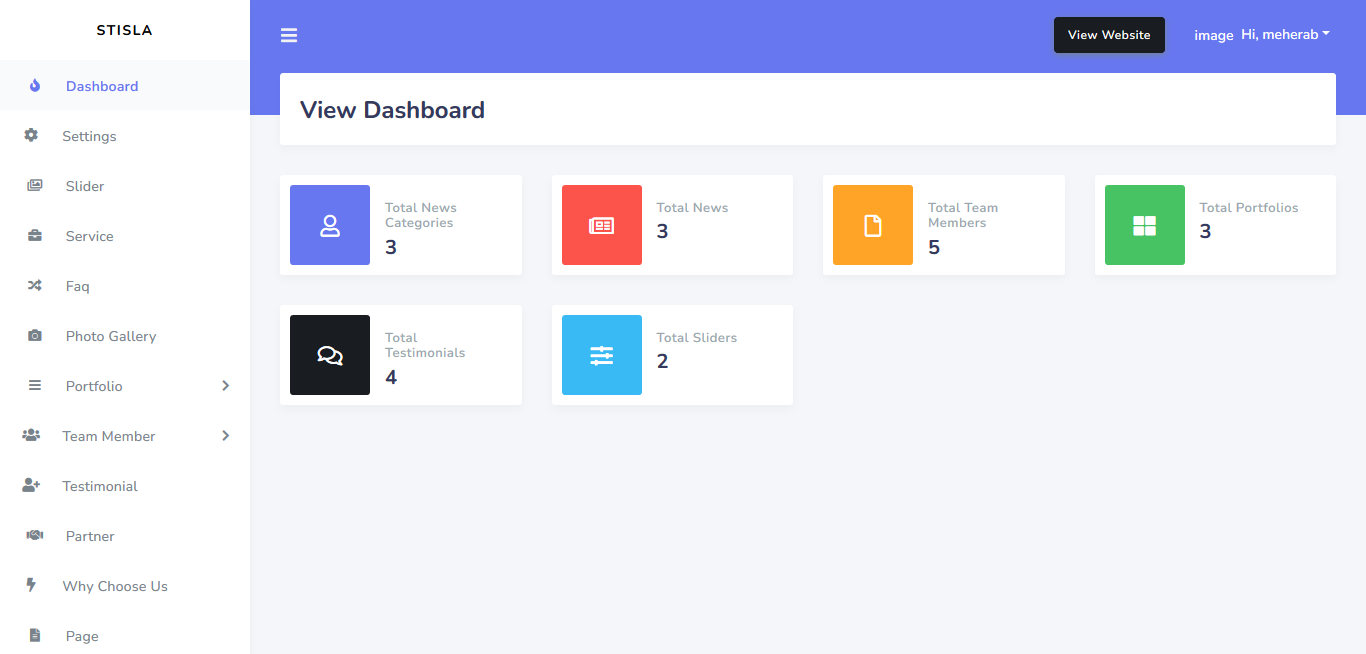 STISLA
Dashboard
Settings
Slider
Service
Faq
Photo Gallery
Portfolio
Team Member
Testimonial
Partner
Why Choose Us
Page
View Website
image Hi, meherab
View Dashboard
Total News
Categories
3
Total News
3
Total Team
Members
5
Total Portfolios
3
Total
Testimonials
4
Total Sliders
2